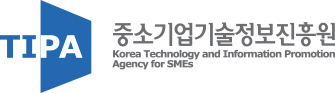 TIPA
중소기업기술정보진흥원
Korea Technology and Information Promotion
Agency for SMEs